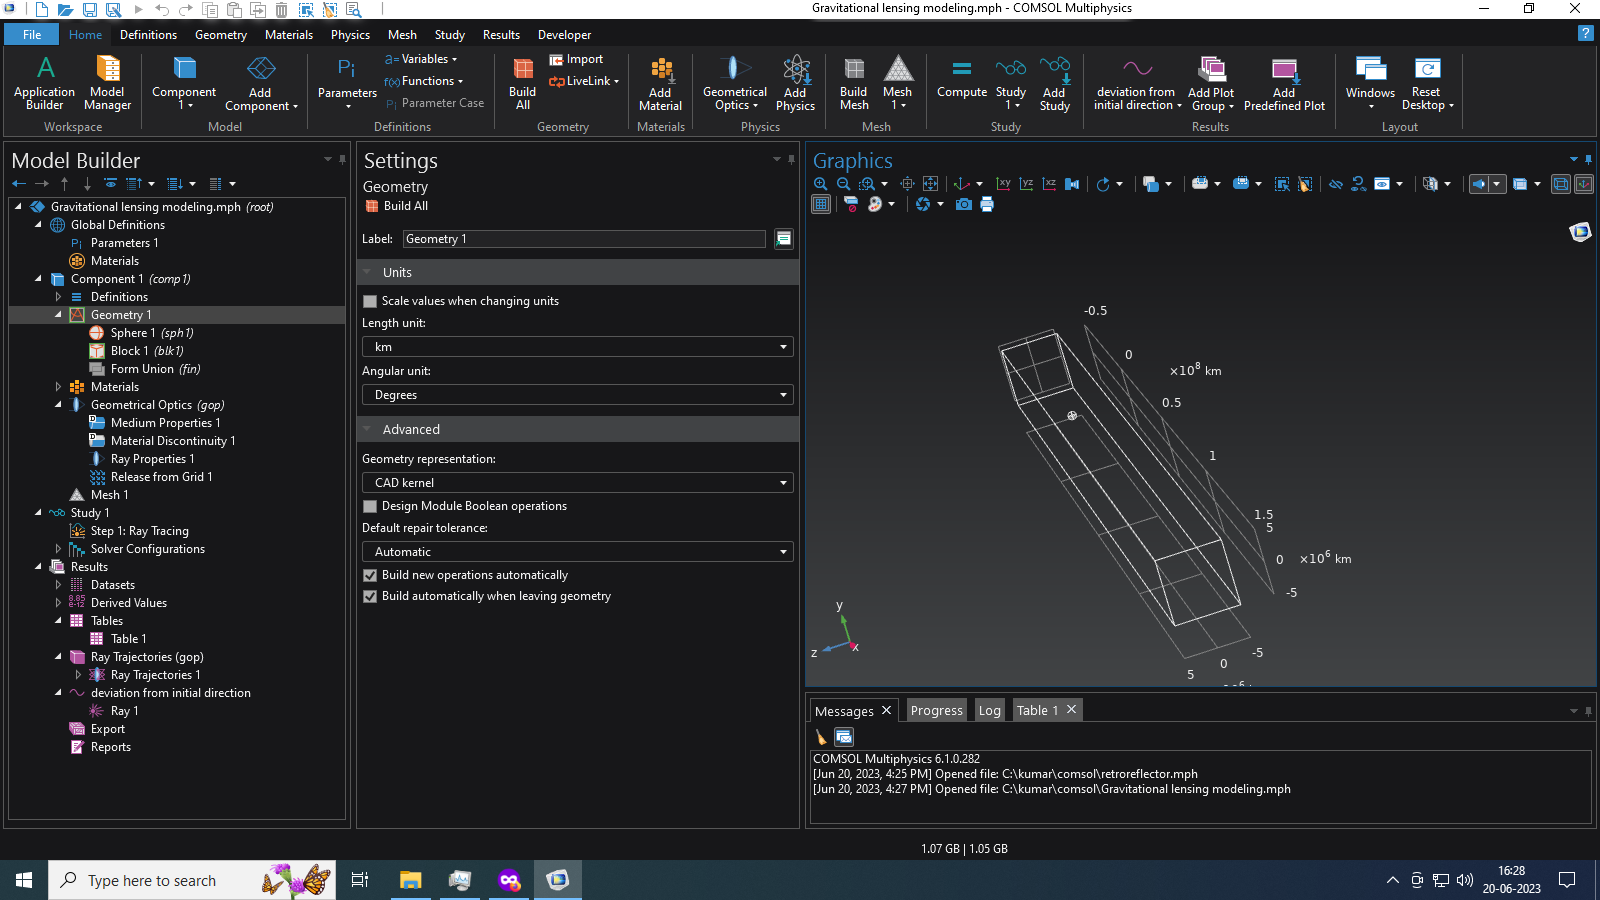 Gravitational lensing modeling.mph - COMSOL Multiphysics
File Home Definitions Geometry Materials Physics Mesh Study Results Developer
Application Builder
Model Manager
Workspace
Component 1
Add Component
Model
Pi
Parameters
a= Variables
f(x) Functions
Pi Parameter Case
Definitions
Build All
Import
LiveLink
Geometry
Add Material
Materials
Geometrical Optics
Add Physics
Physics
Build Mesh
Mesh 1
Mesh
Compute
Study 1
Add Study
Study
deviation from initial direction
Add Plot Group
Add Predefined Plot
Results
Windows
Reset Desktop
Layout
Model Builder
Gravitational lensing modeling.mph (root)
Global Definitions
Pi Parameters 1
Materials
Component 1 (comp1)
Definitions
Geometry 1
Sphere 1 (sph1)
Block 1 (blk1)
Form Union (fin)
Materials
Geometrical Optics (gop)
Medium Properties 1
Material Discontinuity 1
Ray Properties 1
Release from Grid 1
Mesh 1
Study 1
Step 1: Ray Tracing
Solver Configurations
Results
Datasets
8.85 e-12 Derived Values
Tables
Table 1
Ray Trajectories (gop)
Ray Trajectories 1
deviation from initial direction
Ray 1
Export
Reports
Settings
Geometry
Build All
Label: Geometry 1
Units
Scale values when changing units
Length unit:
km
Angular unit:
Degrees
Advanced
Geometry representation:
CAD kernel
Design Module Boolean operations
Default repair tolerance:
Automatic
Build new operations automatically
Build automatically when leaving geometry
Graphics
xy yz xz
-0.5
0
×10⁸ km
0.5
1
1.5
5
0 ×10⁶ km
-5
-5
0
5
y
z x
Messages Progress Log Table 1
COMSOL Multiphysics 6.1.0.282
[Jun 20, 2023, 4:25 PM] Opened file: C:\kumar\comsol\retroreflector.mph
[Jun 20, 2023, 4:27 PM] Opened file: C:\kumar\comsol\Gravitational lensing modeling.mph
1.07 GB | 1.05 GB
Type here to search
16:28
20-06-2023